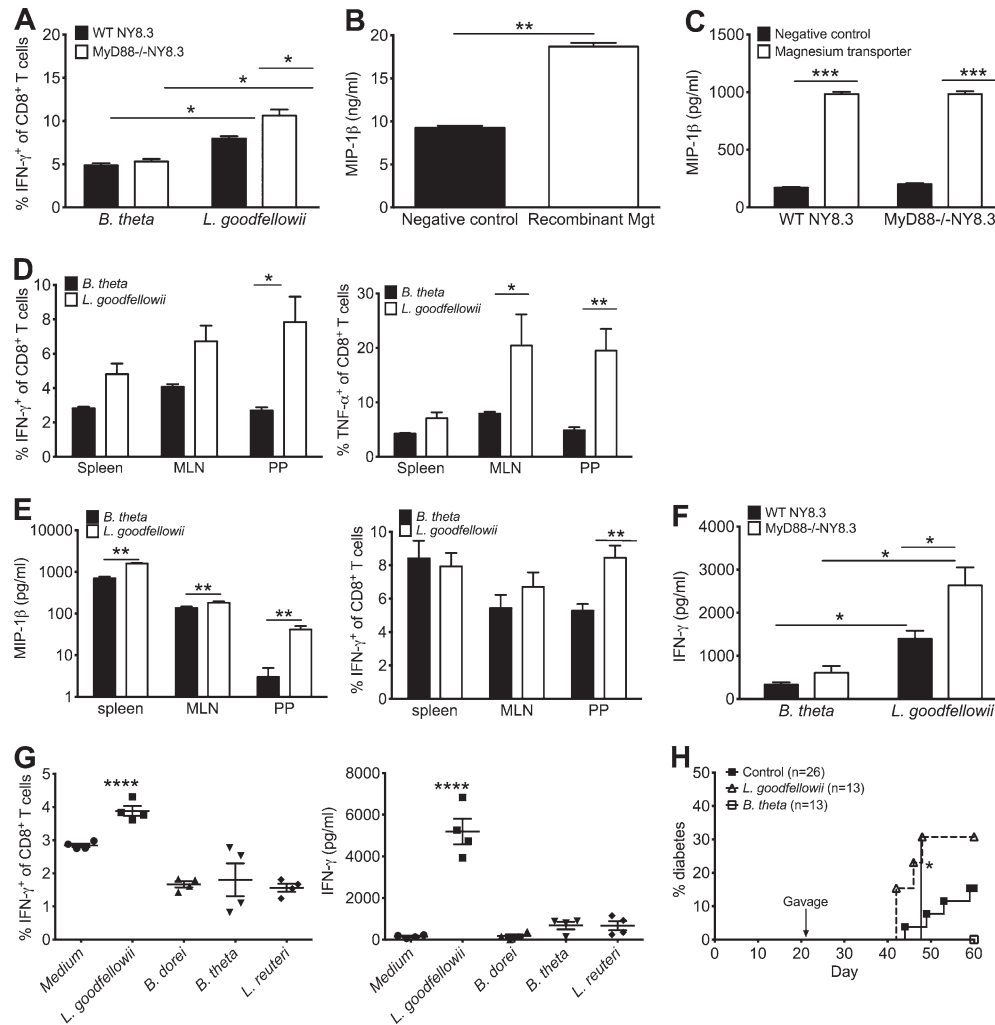 A
WT NY8.3
MyD88-/-NY8.3
% IFN-γ⁺ of CD8⁺ T cells
20
15
10
5
0
*
*
*
B. theta
L. goodfellowii
B
MIP-1β (ng/ml)
20
15
10
5
0
**
Negative control
Recombinant Mgt
C
Negative control
Magnesium transporter
MIP-1β (pg/ml)
1500
1000
500
0
***
***
WT NY8.3
MyD88-/-NY8.3
D
B. theta
L. goodfellowii
% IFN-γ⁺ of CD8⁺ T cells
10
8
6
4
2
0
*
Spleen
MLN
PP
B. theta
L. goodfellowii
% TNF-α⁺ of CD8⁺ T cells
30
20
10
0
*
**
Spleen
MLN
PP
E
B. theta
L. goodfellowii
MIP-1β (pg/ml)
10000
1000
100
10
1
**
**
**
spleen
MLN
PP
B. theta
L. goodfellowii
% IFN-γ⁺ of CD8⁺ T cells
10
8
6
4
2
0
**
spleen
MLN
PP
F
WT NY8.3
MyD88-/-NY8.3
IFN-γ (pg/ml)
4000
3000
2000
1000
0
*
*
*
B. theta
L. goodfellowii
G
% IFN-γ⁺ of CD8⁺ T cells
5
4
3
2
1
0
****
Medium
L. goodfellowii
B. dorei
B. theta
L. reuteri
IFN-γ (pg/ml)
8000
6000
4000
2000
0
****
Medium
L. goodfellowii
B. dorei
B. theta
L. reuteri
H
Control (n=26)
L. goodfellowii (n=13)
B. theta (n=13)
% diabetes
50
40
30
20
10
0
Gavage
*
0 10 20 30 40 50 60
Day